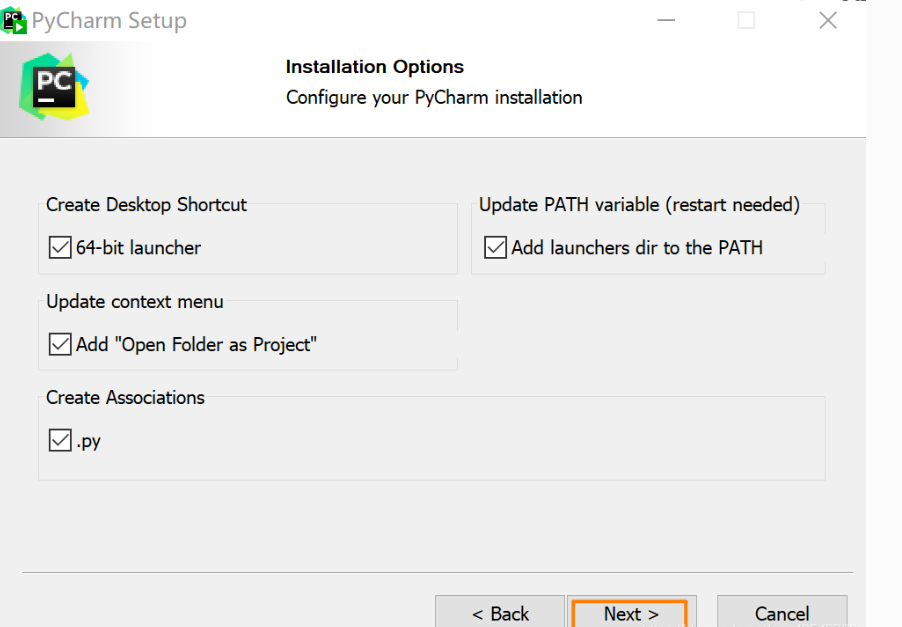 PyCharm Setup
PC
Installation Options
Configure your PyCharm installation
Create Desktop Shortcut
64-bit launcher
Update PATH variable (restart needed)
Add launchers dir to the PATH
Update context menu
Add "Open Folder as Project"
Create Associations
.py
< Back
Next >
Cancel